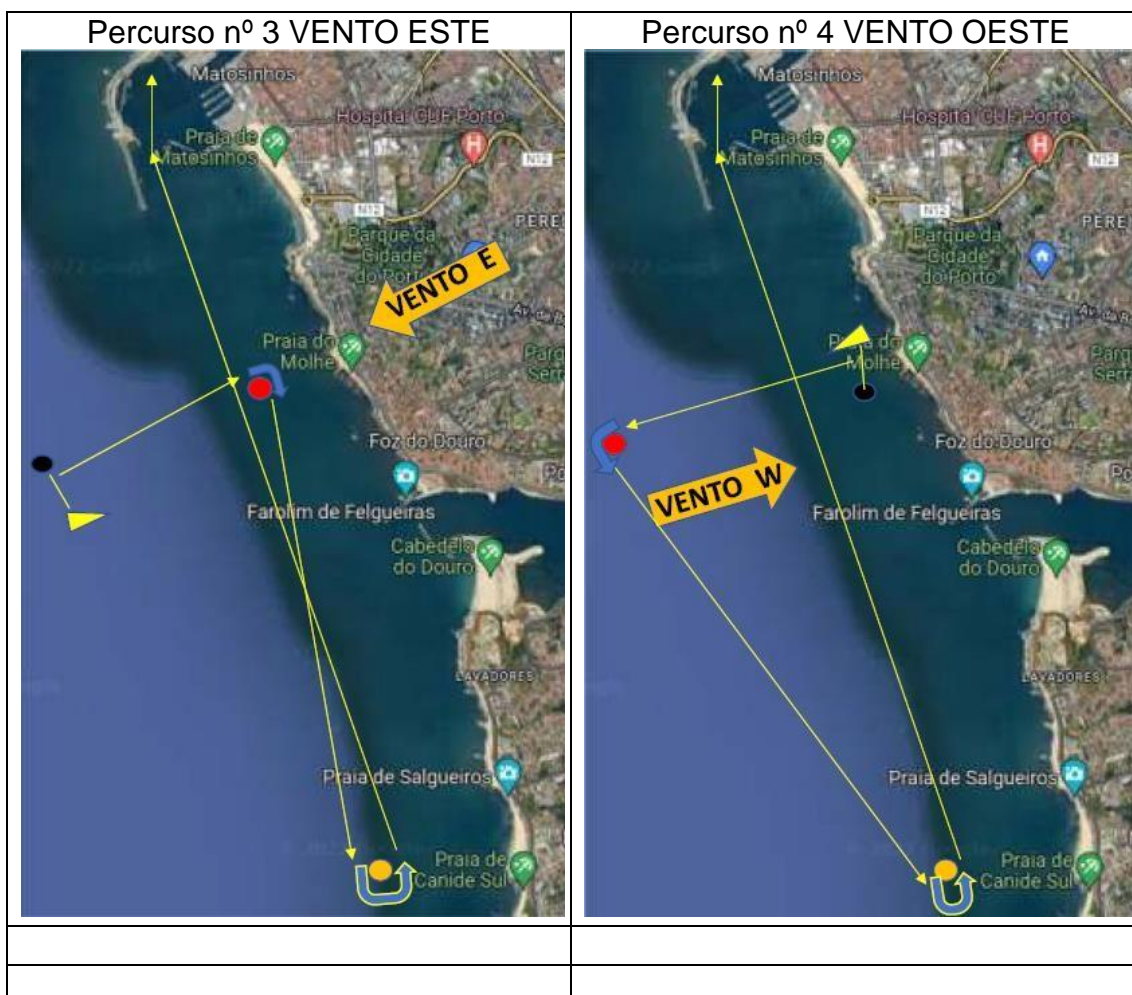 Percurso nº 3 VENTO ESTE
Matosinhos
Hospital CUF Porto
Praia de
Matosinhos
N12
N12
Parque da
Cidade
do Porto
VENTO E
Praia do
Molhe
Foz do Douro
Farolim de Felgueiras
Cabedelo
do Douro
LAVADORES
Praia de Salgueiros
Praia de
Canide Sul
Percurso nº 4 VENTO OESTE
Matosinhos
Hospital CUF Porto
Praia de
Matosinhos
N12
N12
Parque da
Cidade
do Porto
Molhe
Foz do Douro
VENTO W
Farolim de Felgueiras
Cabedelo
do Douro
LAVADORES
Praia de Salgueiros
Praia de
Canide Sul